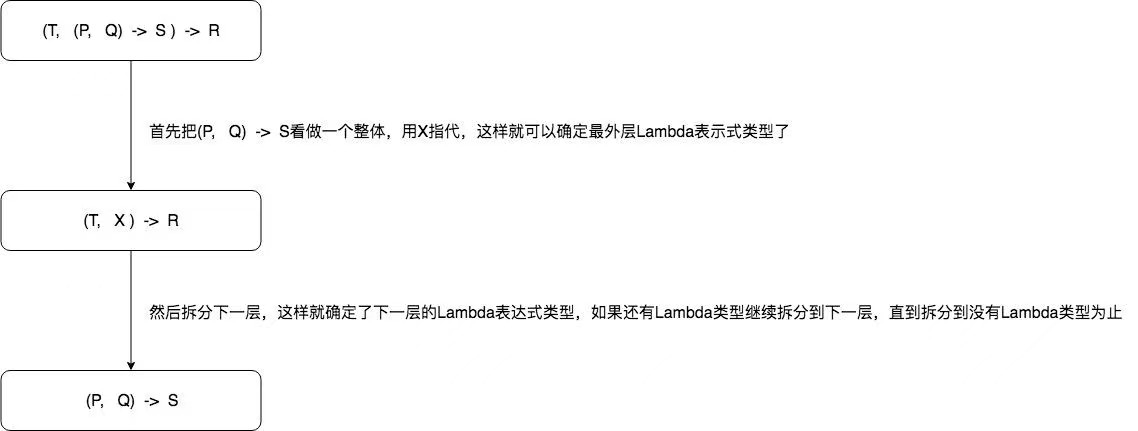 (T, (P, Q) -> S ) -> R
首先把(P, Q) -> S看做一个整体，用X指代，这样就可以确定最外层Lambda表示式类型了
(T, X ) -> R
然后拆分下一层，这样就确定了下一层的Lambda表达式类型，如果还有Lambda类型继续拆分到下一层，直到拆分到没有Lambda类型为止
(P, Q) -> S